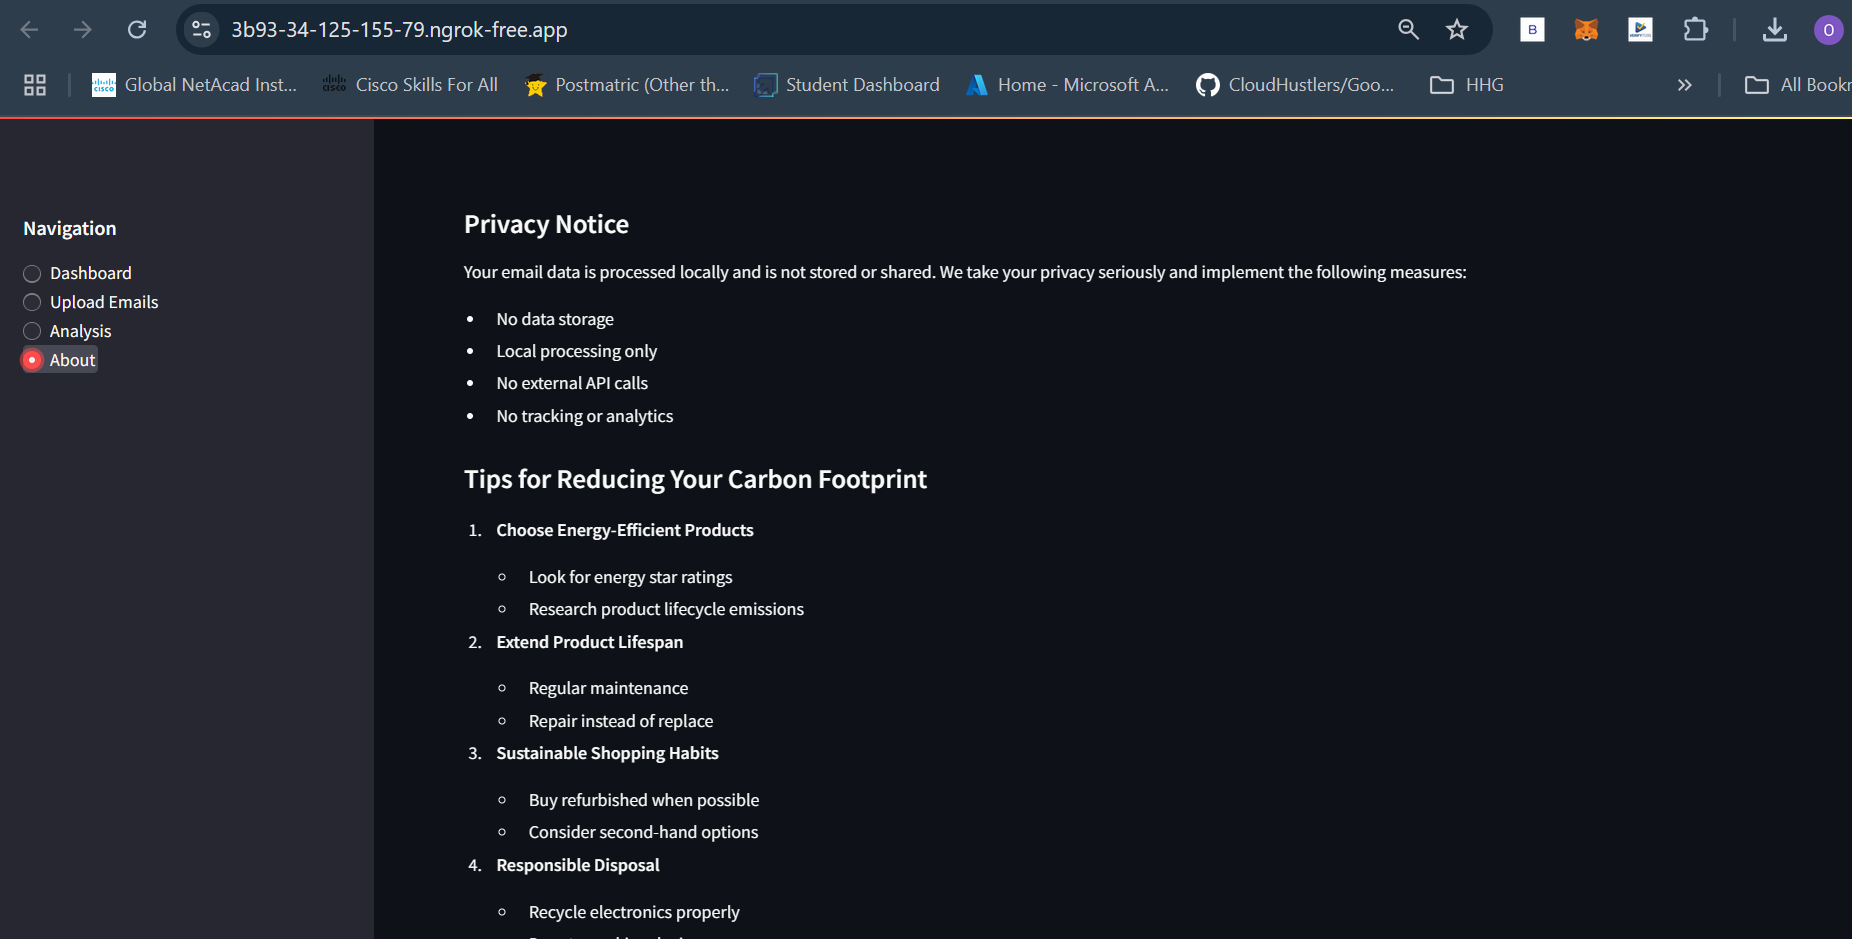 3b93-34-125-155-79.ngrok-free.app
B
O
Global NetAcad Inst...
Cisco Skills For All
Postmatric (Other th...
Student Dashboard
Home - Microsoft A...
CloudHustlers/Goo...
HHG
All Bookr
Navigation
Dashboard
Upload Emails
Analysis
About
Privacy Notice
Your email data is processed locally and is not stored or shared. We take your privacy seriously and implement the following measures:
• No data storage
• Local processing only
• No external API calls
• No tracking or analytics
Tips for Reducing Your Carbon Footprint
1. Choose Energy-Efficient Products
Look for energy star ratings
Research product lifecycle emissions
2. Extend Product Lifespan
Regular maintenance
Repair instead of replace
3. Sustainable Shopping Habits
Buy refurbished when possible
Consider second-hand options
4. Responsible Disposal
Recycle electronics properly